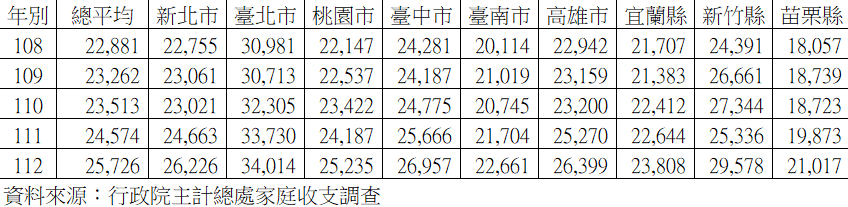 年別 總平均 新北市 臺北市 桃園市 臺中市 臺南市 高雄市 宜蘭縣 新竹縣 苗栗縣
108 22,881 22,755 30,981 22,147 24,281 20,114 22,942 21,707 24,391 18,057
109 23,262 23,061 30,713 22,537 24,187 21,019 23,159 21,383 26,661 18,739
110 23,513 23,021 32,305 23,422 24,775 20,745 23,200 22,412 27,344 18,723
111 24,574 24,663 33,730 24,187 25,666 21,704 25,270 22,644 25,336 19,873
112 25,726 26,226 34,014 25,235 26,957 22,661 26,399 23,808 29,578 21,017
資料來源：行政院主計總處家庭收支調查